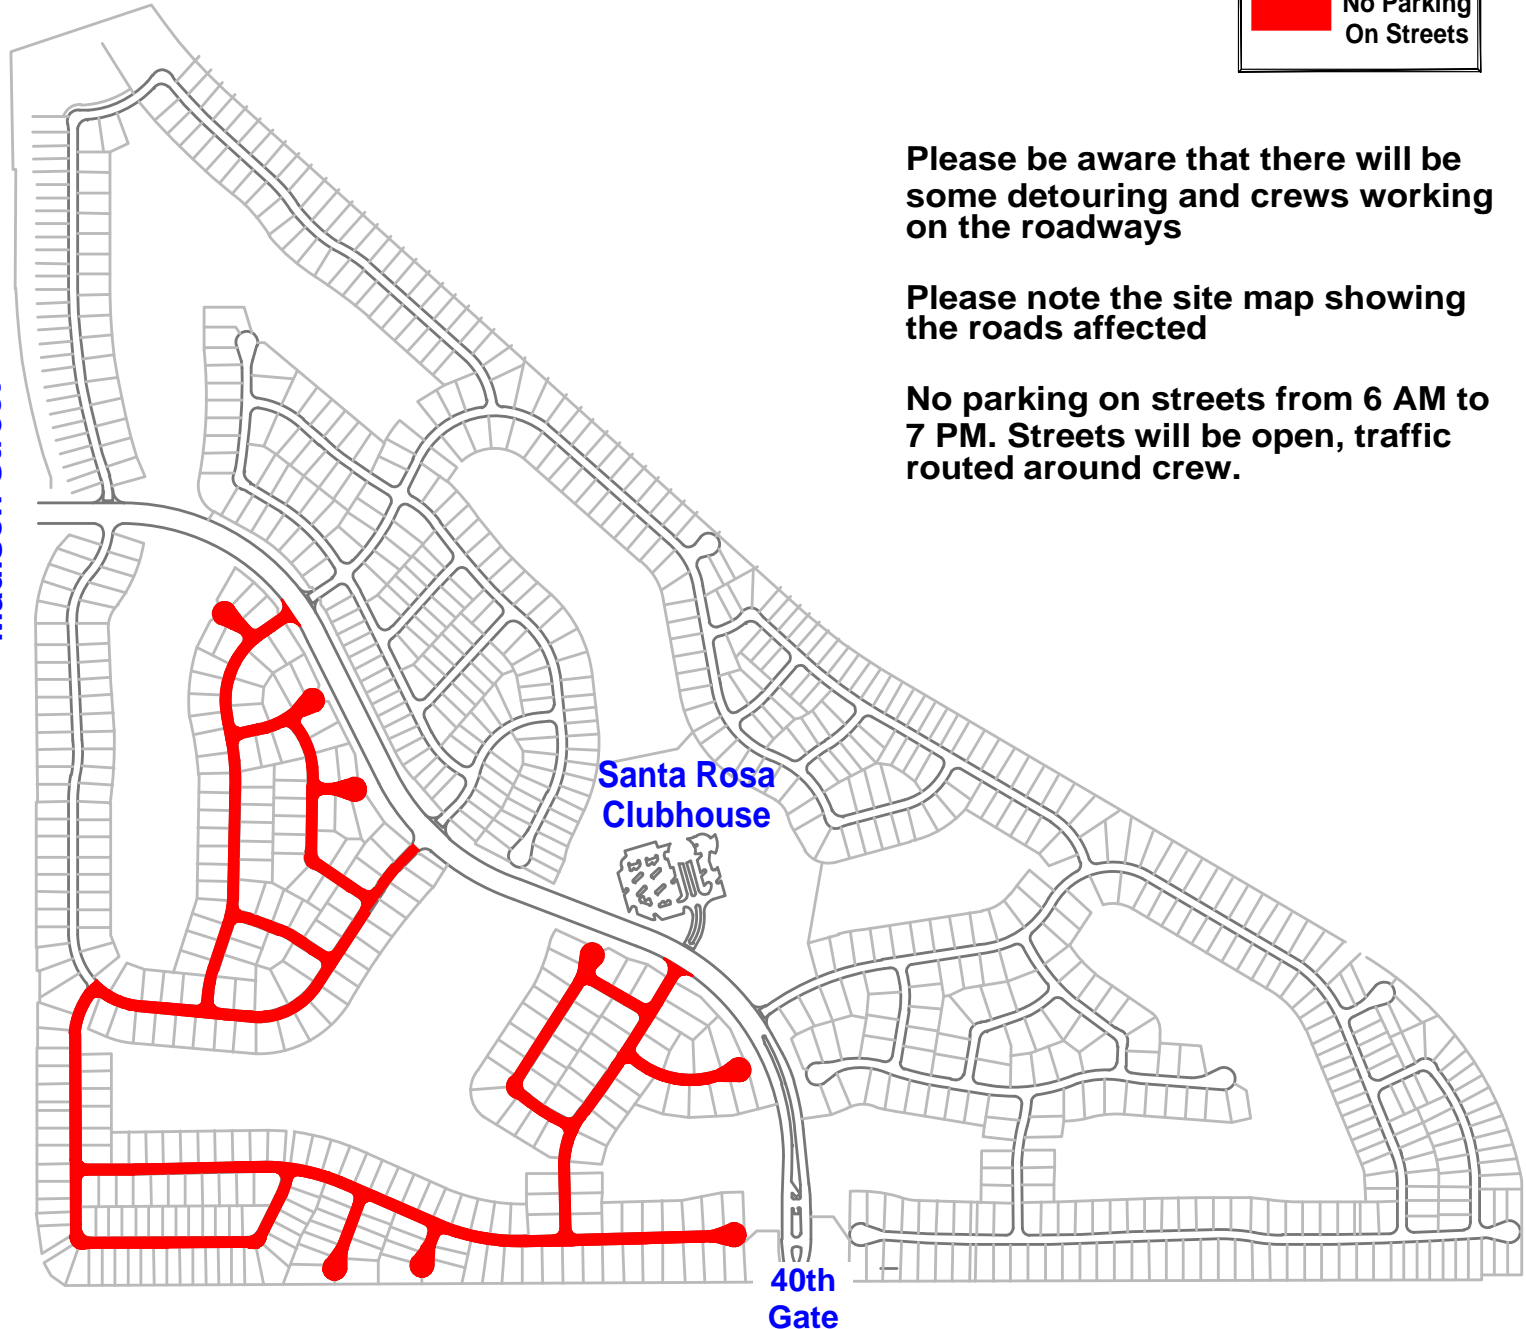 No Parking
On Streets
Please be aware that there will be
some detouring and crews working
on the roadways
Please note the site map showing
the roads affected
No parking on streets from 6 AM to
7 PM. Streets will be open, traffic
routed around crew.
Santa Rosa
Clubhouse
40th
Gate